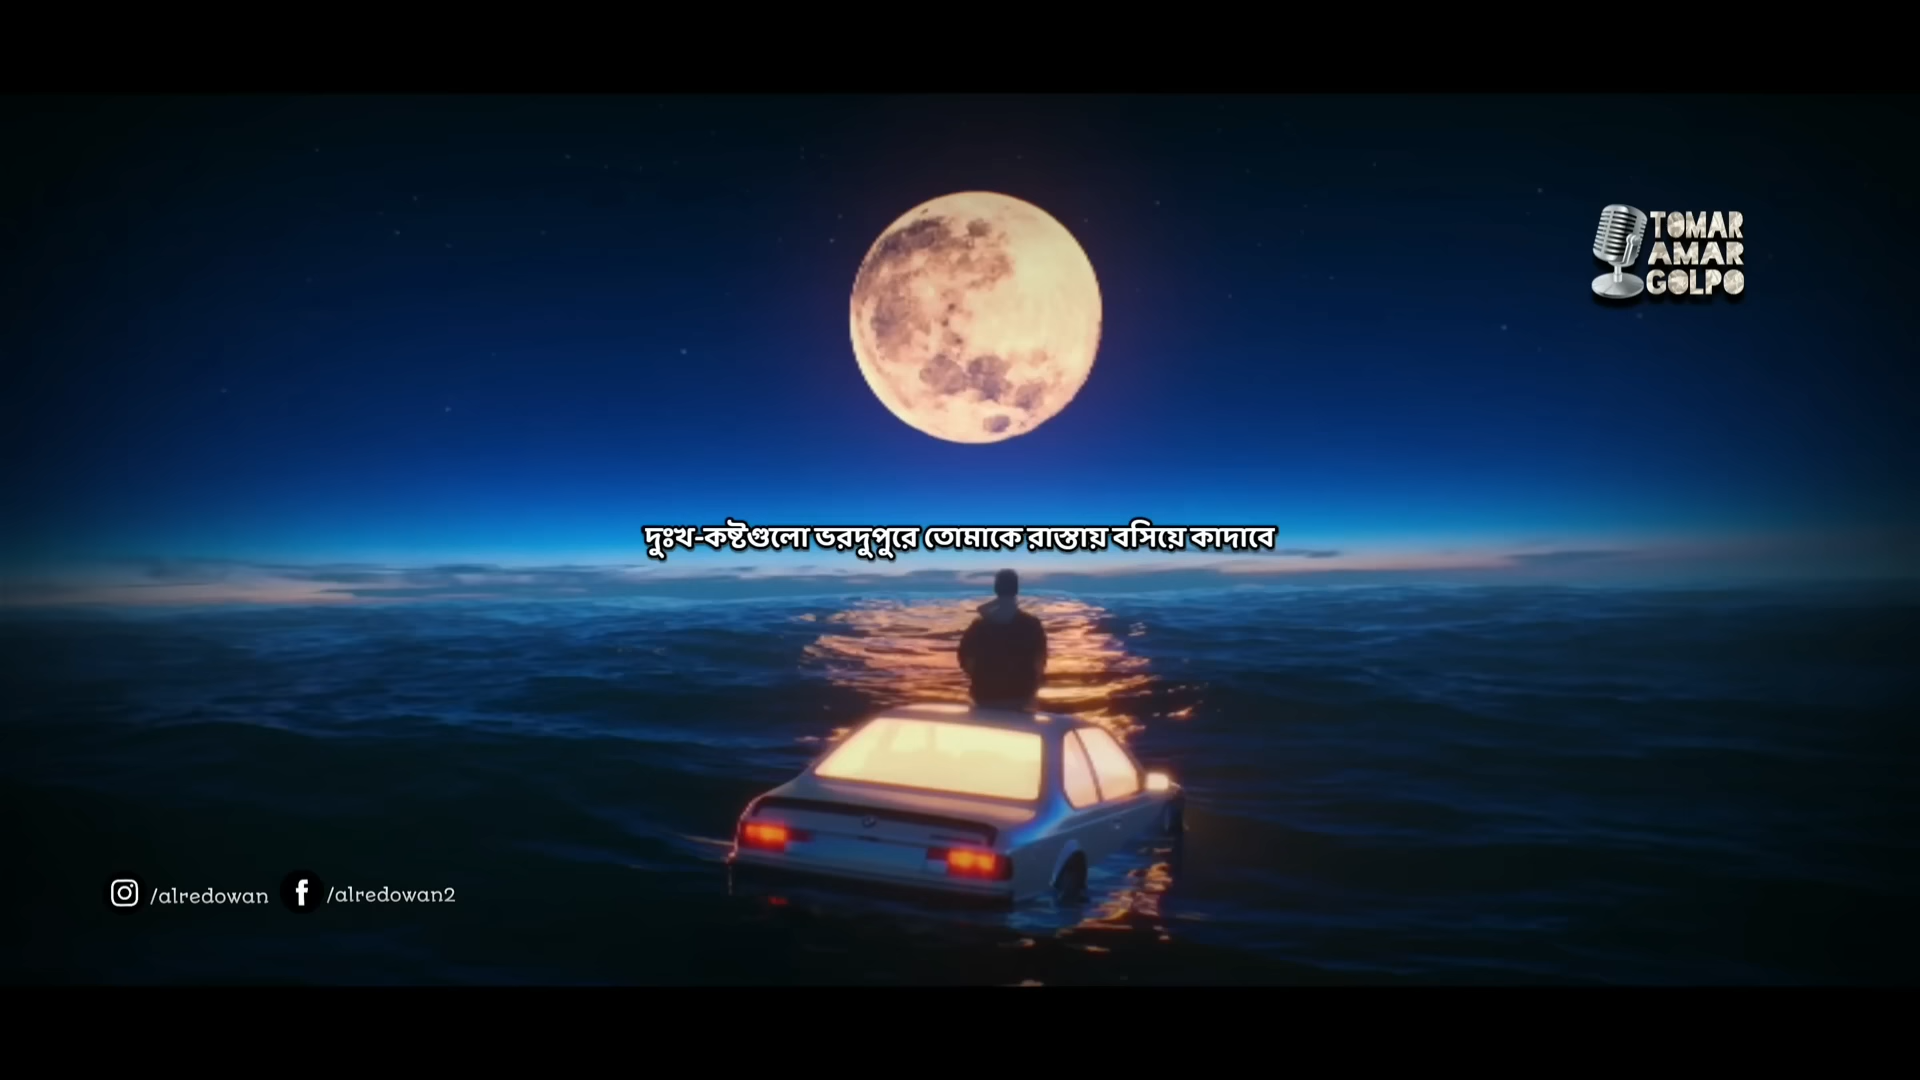 TOMAR
AMAR
GOLPO
দুঃখ-কষ্টগুলো ভরদুপুরে তোমাকে রাস্তায় বসিয়ে কাদাবে
/alredowan /alredowan2